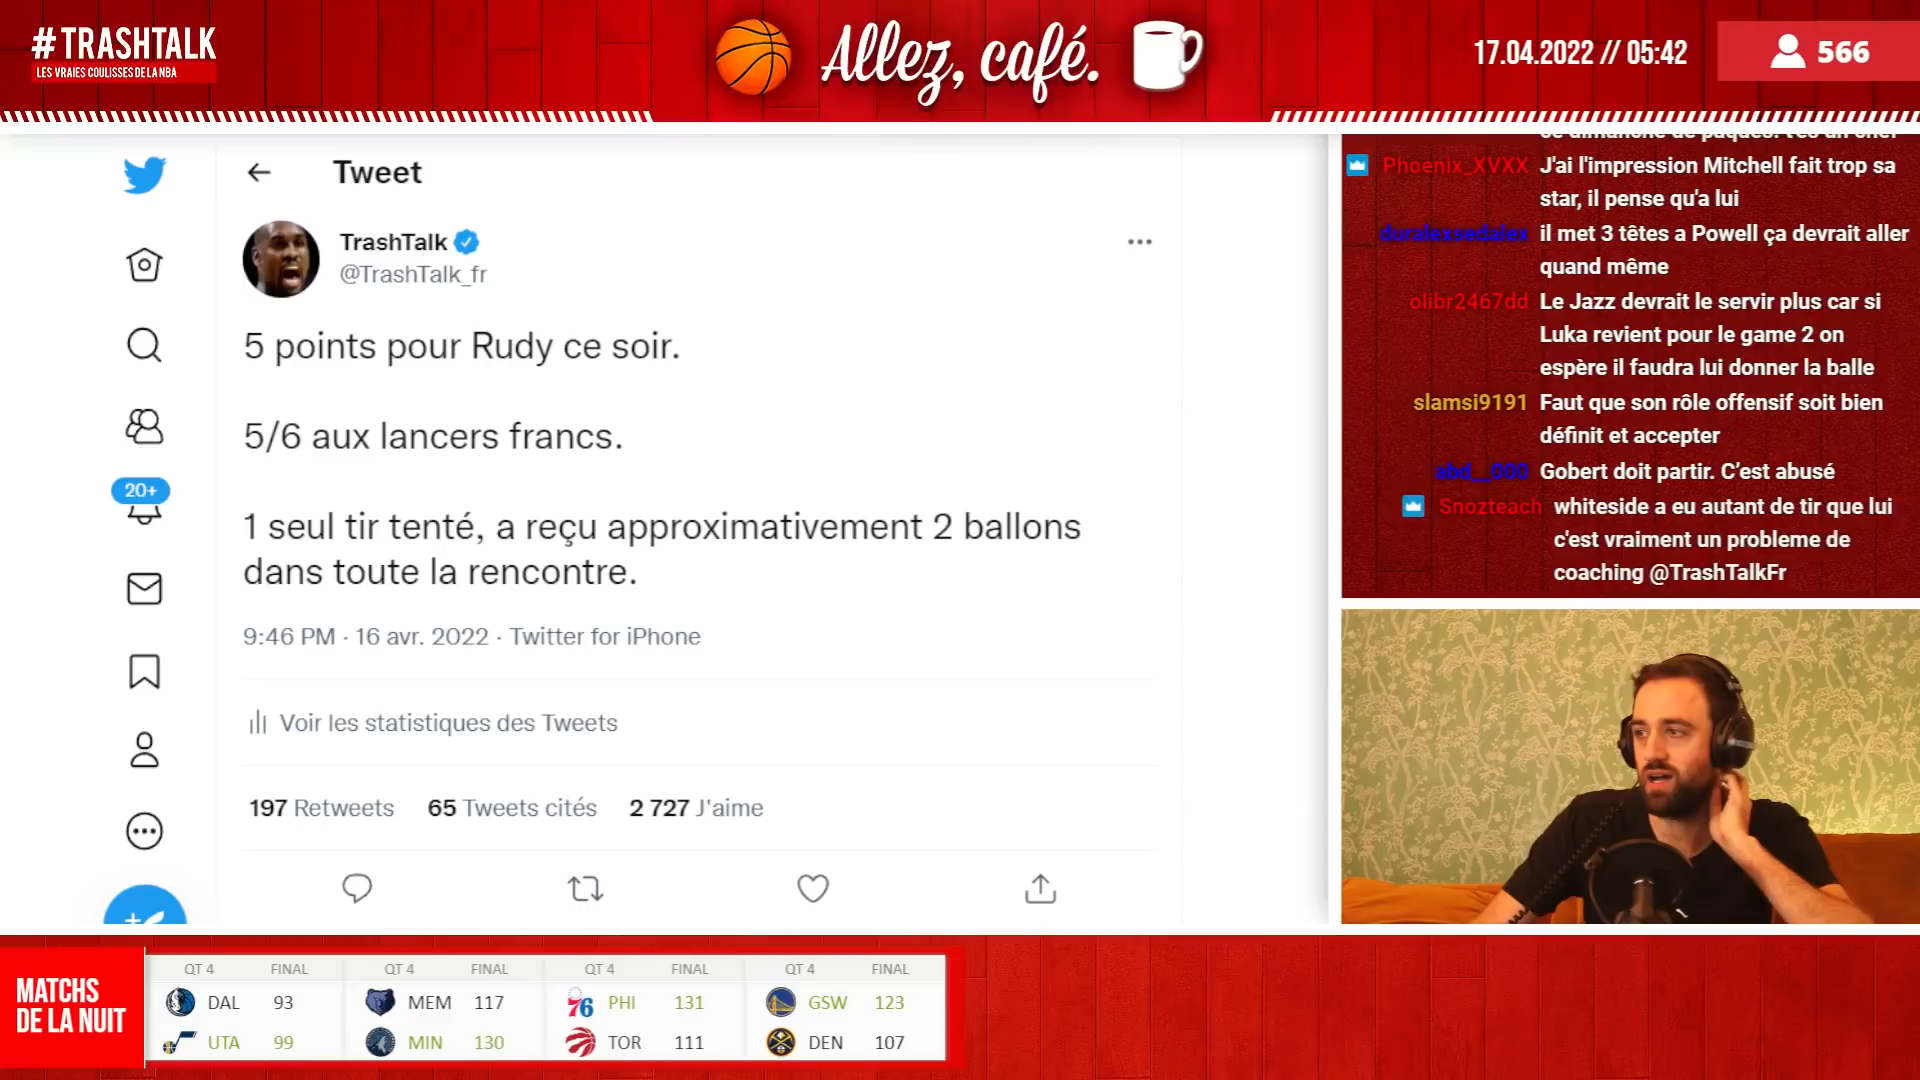 #TRASHTALK
LES VRAIES COULISSES DE LA NBA
Allez, café.
17.04.2022 // 05:42
566
Tweet
TrashTalk
@TrashTalk_fr
5 points pour Rudy ce soir.
5/6 aux lancers francs.
1 seul tir tenté, a reçu approximativement 2 ballons
dans toute la rencontre.
9:46 PM · 16 avr. 2022 · Twitter for iPhone
Voir les statistiques des Tweets
197 Retweets 65 Tweets cités 2 727 J'aime
20+
Phoenix_XVXX J'ai l'impression Mitchell fait trop sa
star, il pense qu'a lui
duralexsedalex il met 3 têtes a Powell ça devrait aller
quand même
olibr2467dd Le Jazz devrait le servir plus car si
Luka revient pour le game 2 on
espère il faudra lui donner la balle
slamsi9191 Faut que son rôle offensif soit bien
définit et accepter
abd__000 Gobert doit partir. C'est abusé
Snozteach whiteside a eu autant de tir que lui
c'est vraiment un probleme de
coaching @TrashTalkFr
MATCHS
DE LA NUIT
QT 4 FINAL
DAL 93
UTA 99
QT 4 FINAL
MEM 117
MIN 130
QT 4 FINAL
76 PHI 131
TOR 111
QT 4 FINAL
GSW 123
DEN 107